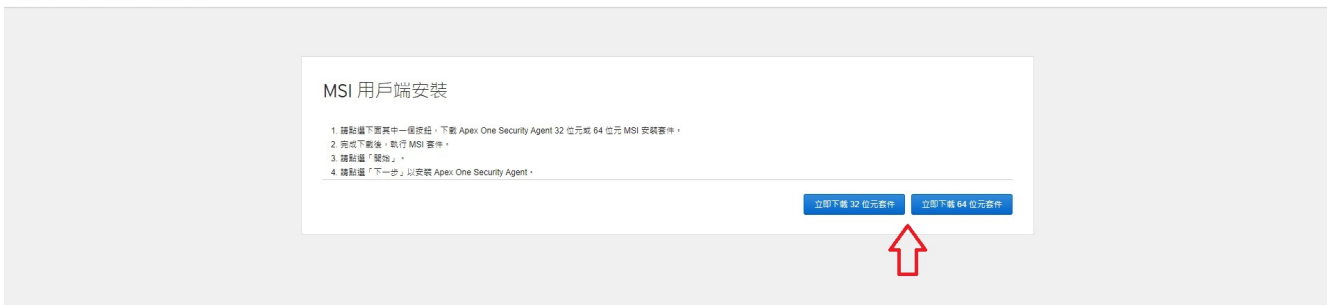 MSI 用戶端安裝
1. 請點選下面其中一個按鈕，下載 Apex One Security Agent 32 位元或 64 位元 MSI 安裝套件。
2. 完成下載後，執行 MSI 套件。
3. 請點選「開始」。
4. 請點選「下一步」以安裝 Apex One Security Agent。
立即下載 32 位元套件 立即下載 64 位元套件